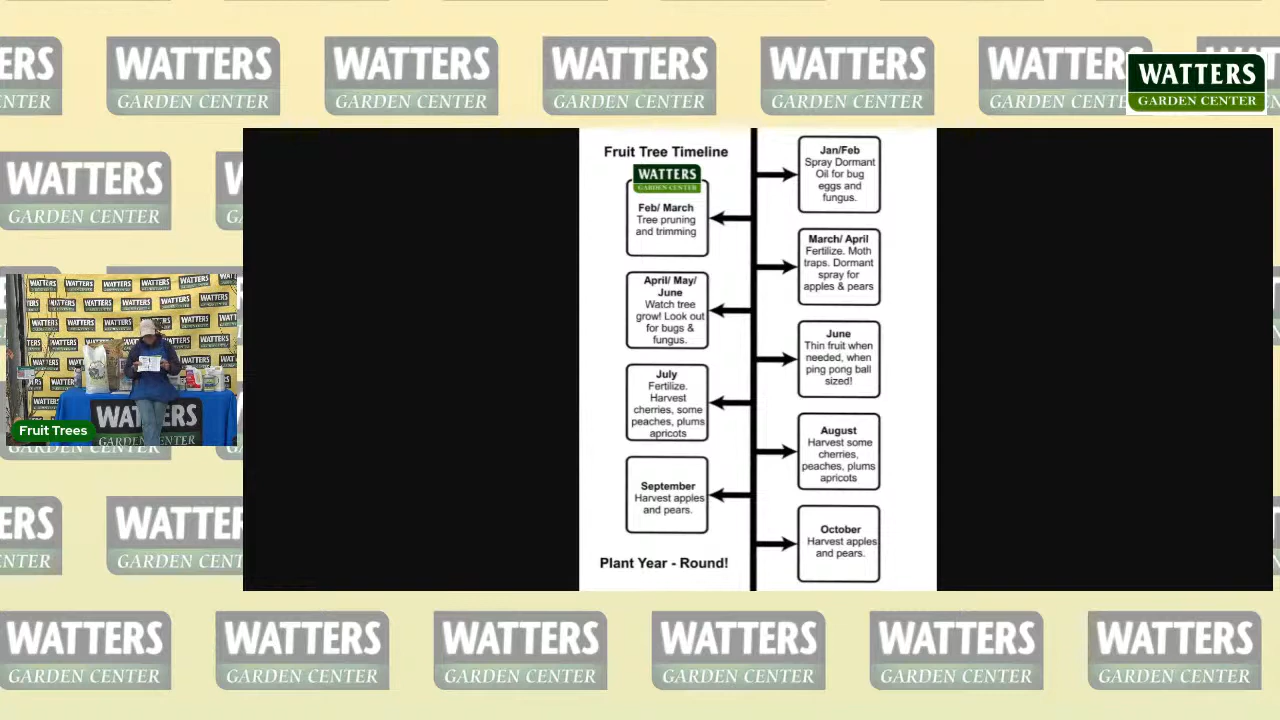 WATTERS
GARDEN CENTER
Fruit Tree Timeline
WATTERS
GARDEN CENTER
Jan/Feb
Spray Dormant
Oil for bug
eggs and
fungus.
Feb/ March
Tree pruning
and trimming
March/ April
Fertilize. Moth
traps. Dormant
spray for
apples & pears
April/ May/
June
Watch tree
grow! Look out
for bugs &
fungus.
June
Thin fruit when
needed, when
ping pong ball
sized!
July
Fertilize.
Harvest
cherries, some
peaches, plums
apricots
August
Harvest some
cherries,
peaches, plums
apricots
September
Harvest apples
and pears.
October
Harvest apples
and pears.
Plant Year - Round!
Fruit Trees
WATTERS
GARDEN CENTER